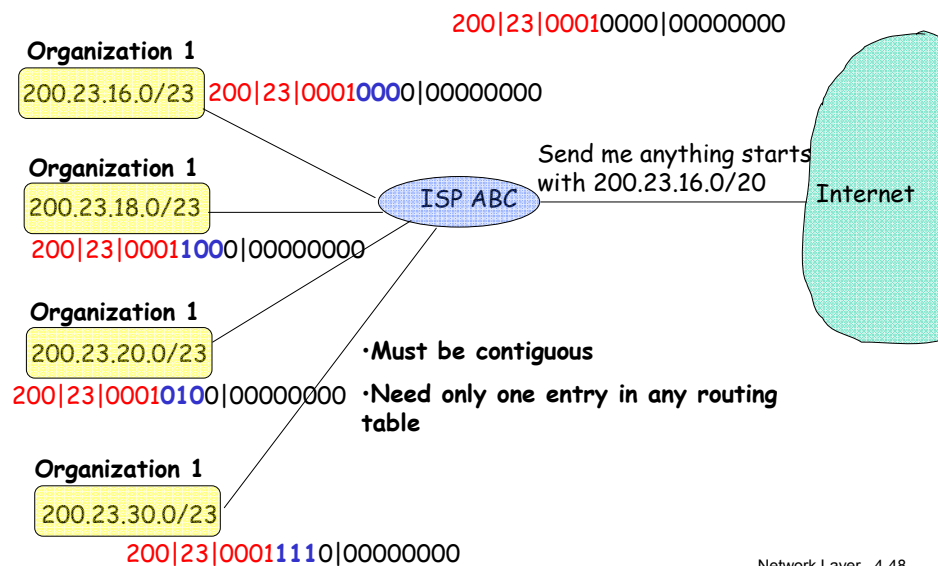 200|23|00010000|00000000
Organization 1
200.23.16.0/23
200|23|00010000|00000000
Organization 1
200.23.18.0/23
200|23|00011000|00000000
ISP ABC
Send me anything starts
with 200.23.16.0/20
Internet
Organization 1
200.23.20.0/23
200|23|00010100|00000000
•Must be contiguous
•Need only one entry in any routing
table
Organization 1
200.23.30.0/23
200|23|00011110|00000000
Network Layer 4-48